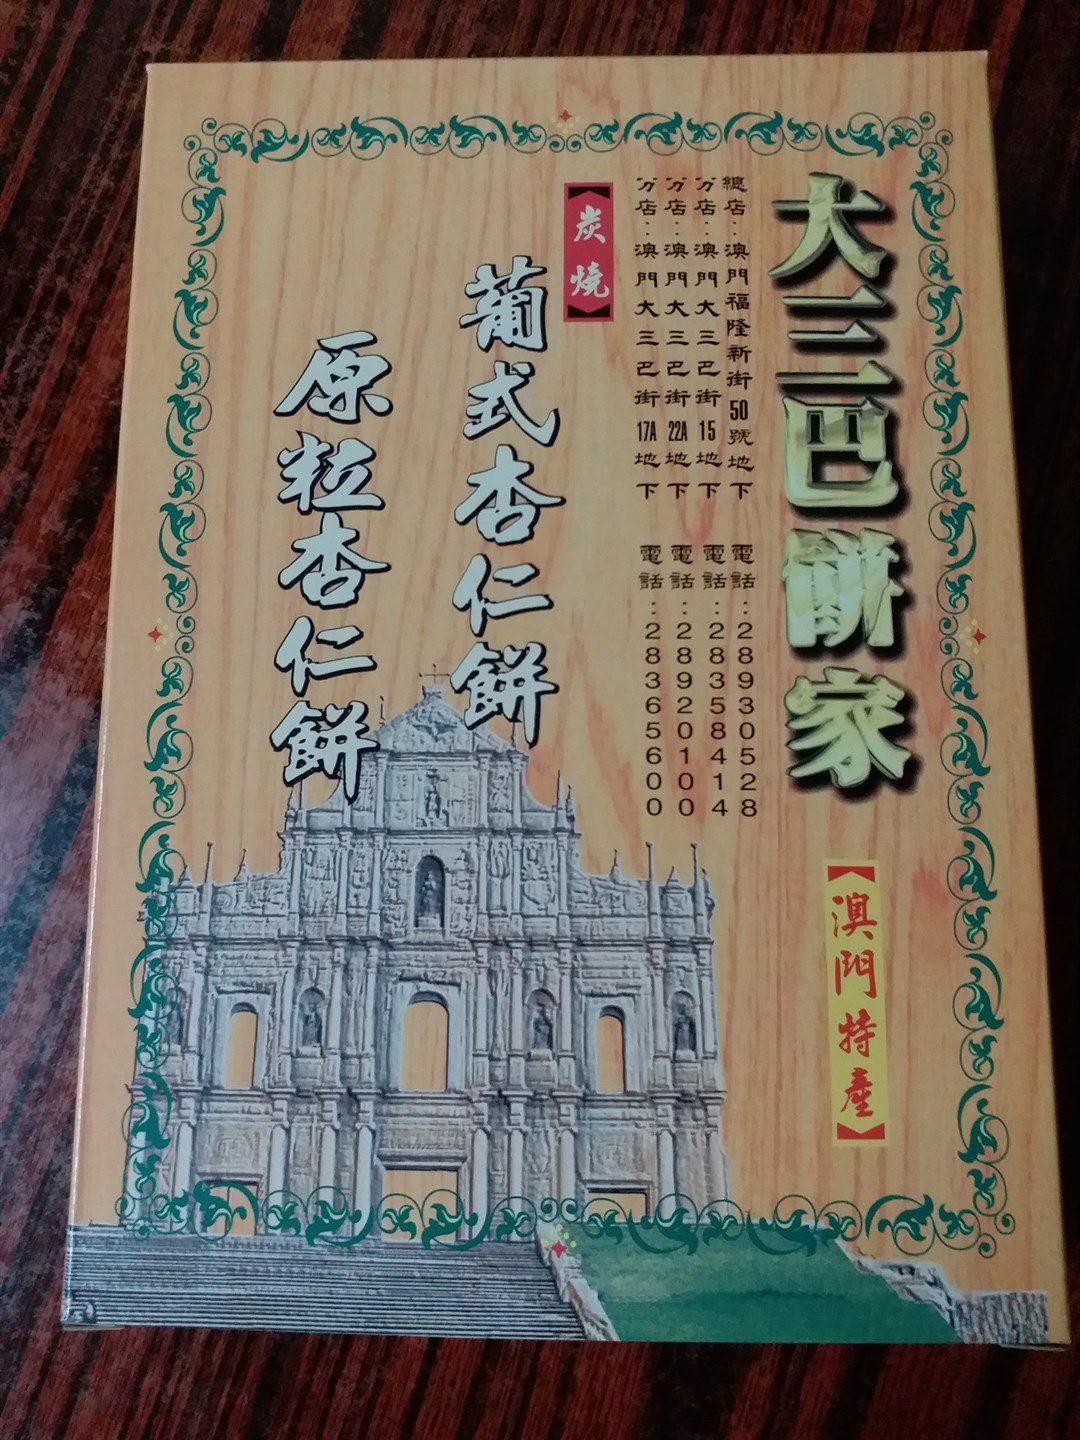 大三巴餅家
【澳門特產】
總店：澳門福隆新街50號地下 電話：28930528
分店：澳門大三巴街15地下 電話：28358414
分店：澳門大三巴街22A地下 電話：28920100
分店：澳門大三巴街17A地下 電話：28365600
【炭燒】
葡式杏仁餅
原粒杏仁餅